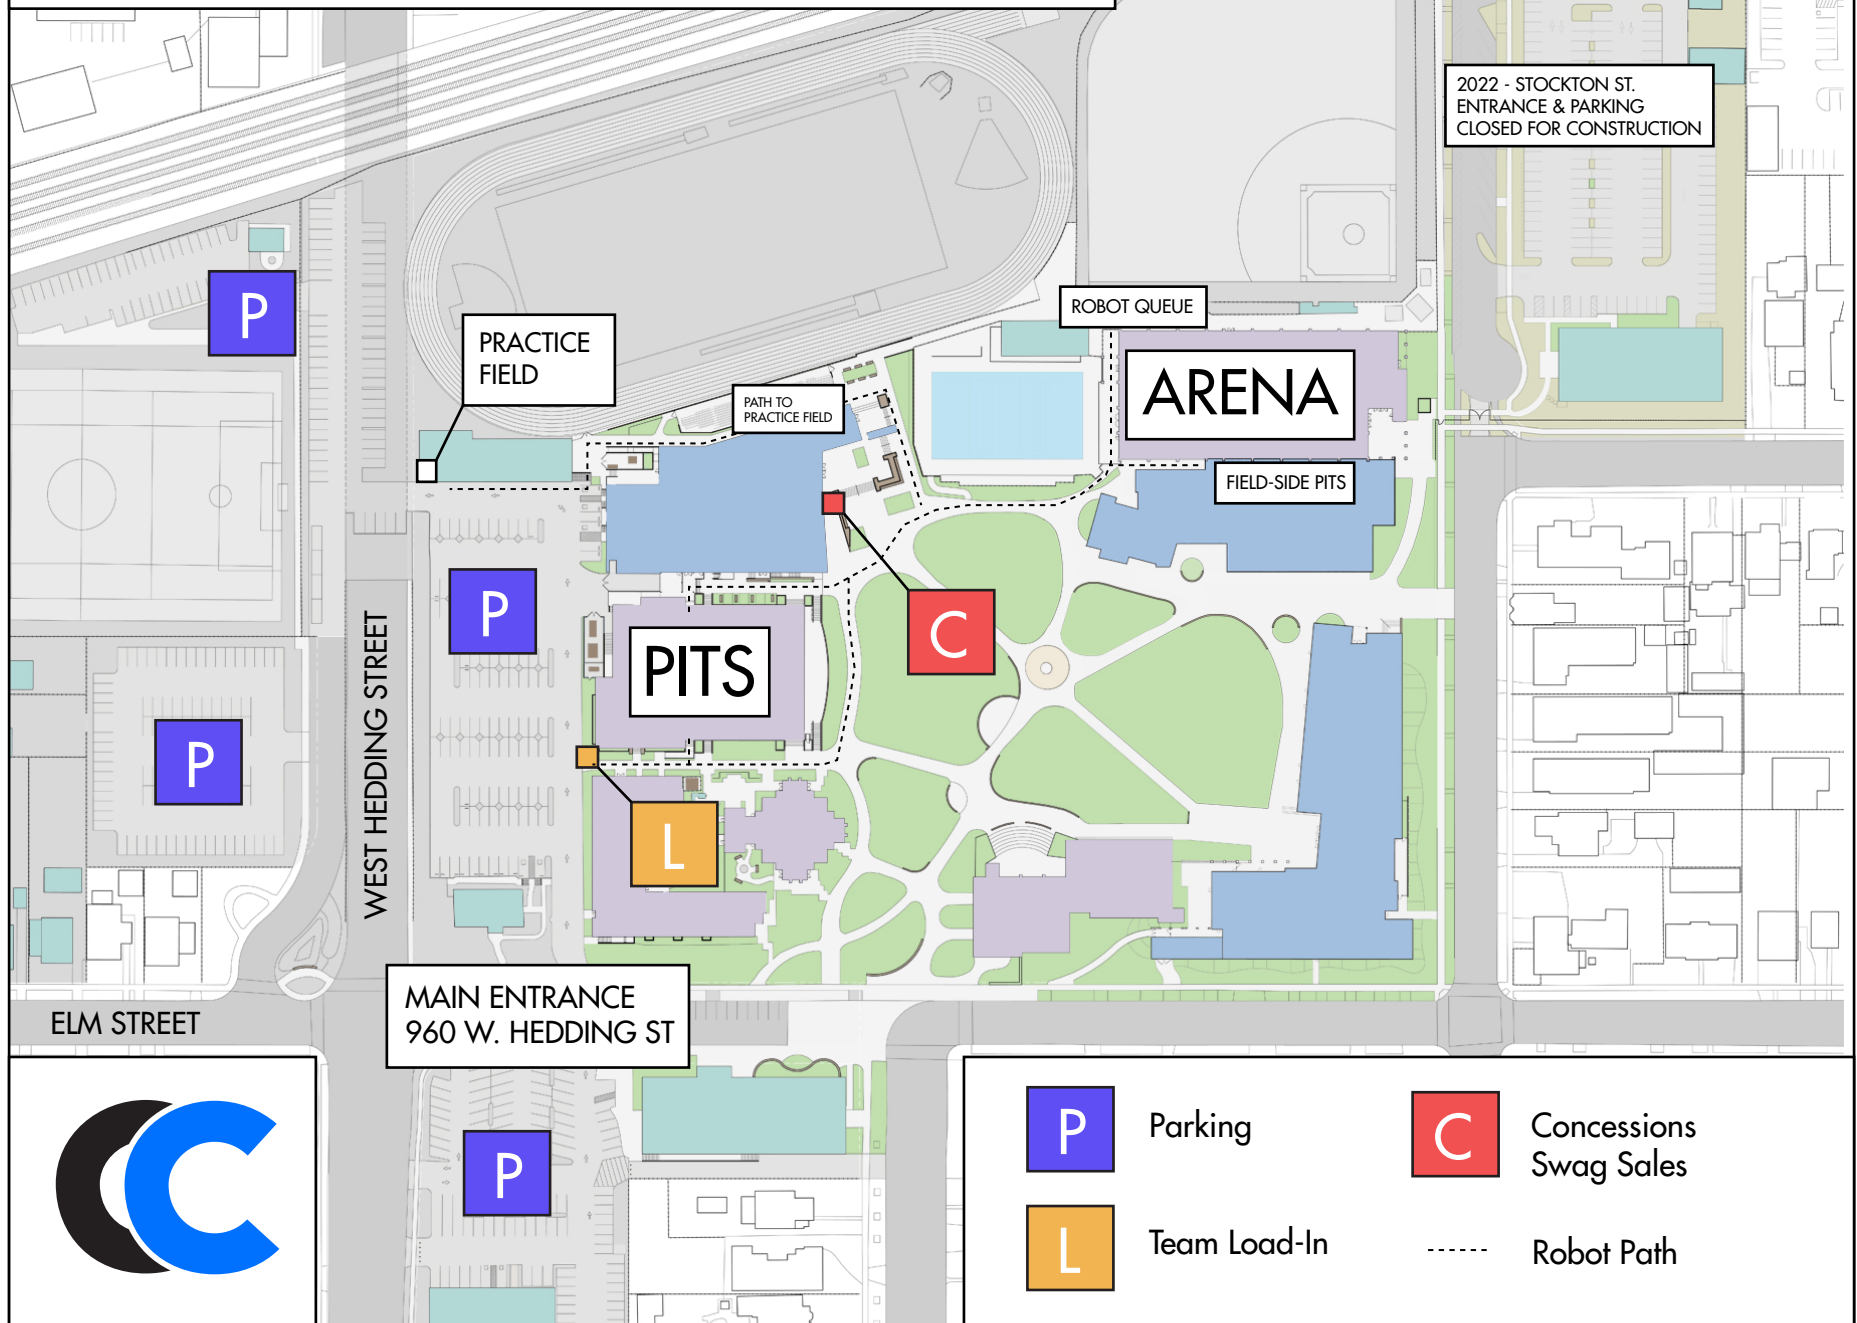 2022 - STOCKTON ST.
ENTRANCE & PARKING
CLOSED FOR CONSTRUCTION
P
ROBOT QUEUE
PRACTICE
FIELD
ARENA
PATH TO
PRACTICE FIELD
FIELD-SIDE PITS
P
C
PITS
WEST HEDDING STREET
P
L
MAIN ENTRANCE
960 W. HEDDING ST
ELM STREET
P
CC
P
Parking
C
Concessions
Swag Sales
L
Team Load-In
Robot Path